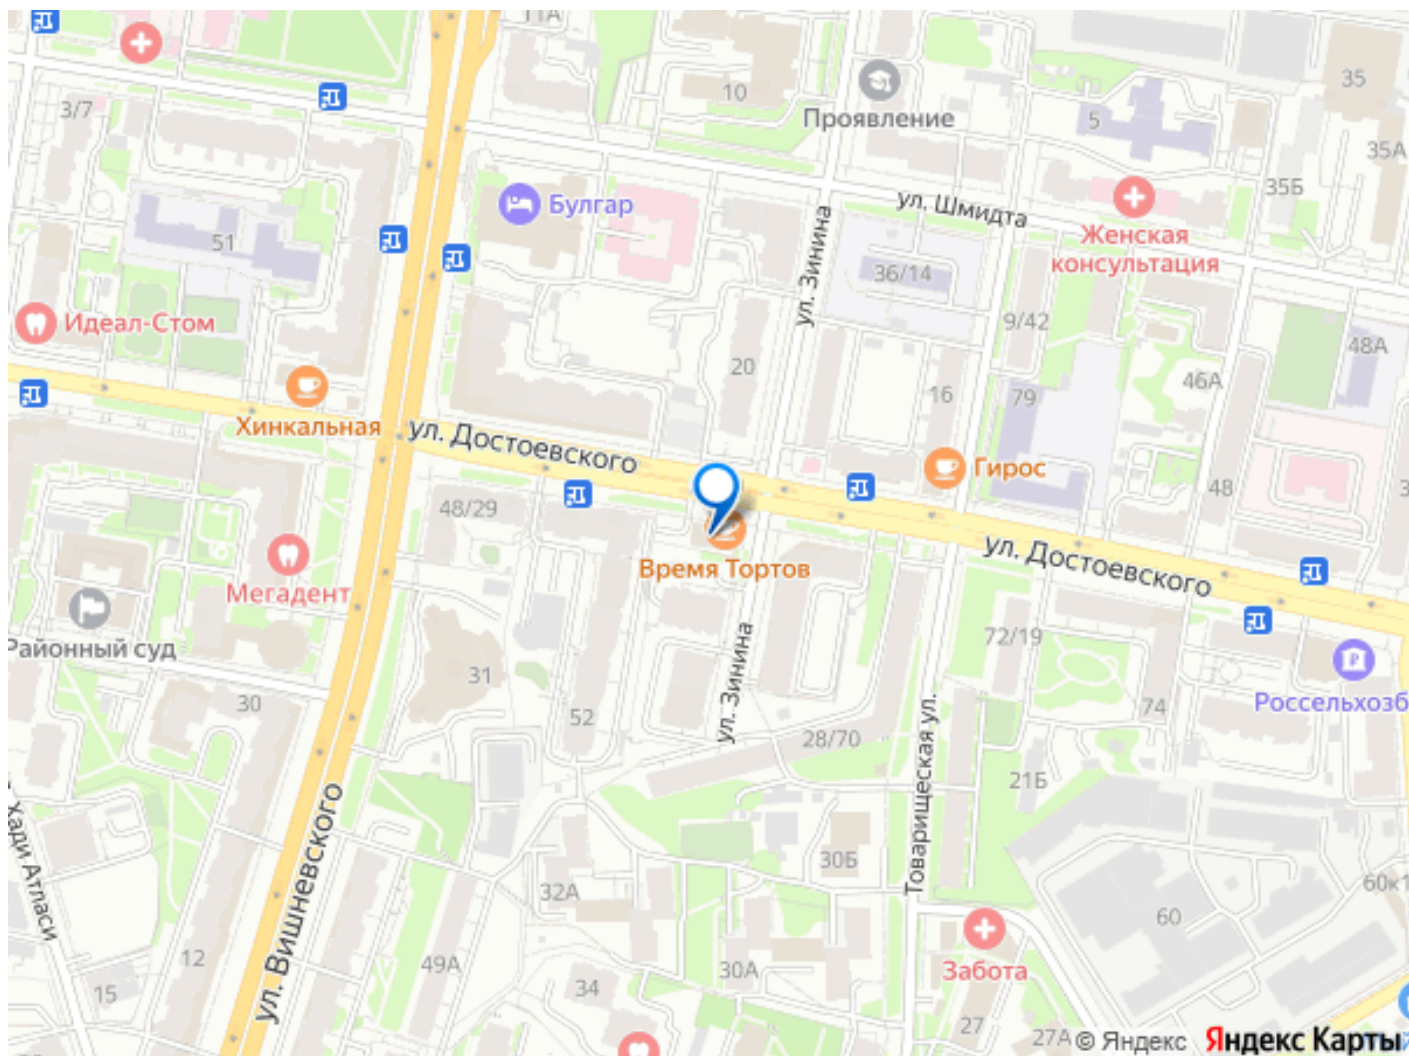 11А
10
35
3/7
Проявление
5
35А
35Б
ул. Шмидта
Булгар
Женская
консультация
51
ул. Зинина
36/14
Идеал-Стом
9/42
48А
20
46А
16
79
Хинкальная
ул. Достоевского
Гирос
48
48/29
ул. Достоевского
Время Тортов
Мегадент
Районный суд
72/19
31
ул. Зинина
30
52
28/70
74
Россельхозб
21Б
Товарищеская ул.
ул. Вишневского
Хади Атласи
30Б
32А
60к1
60
12
49А
30А
Забота
15
34
27
27А
© Яндекс
Яндекс Карты